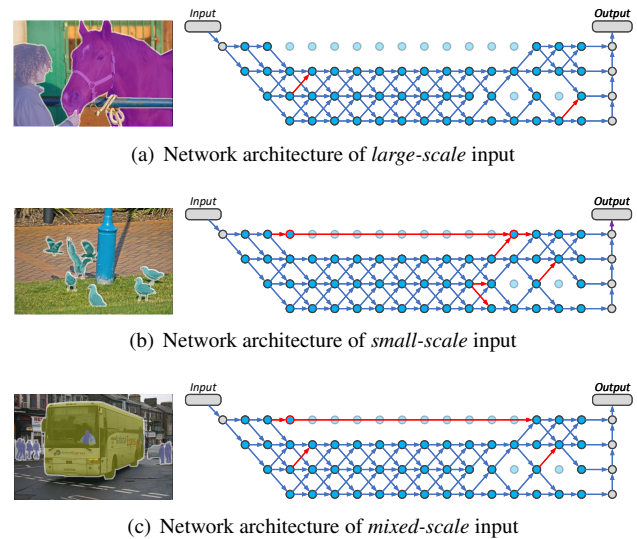 Input
Output
(a) Network architecture of large-scale input
Input
Output
(b) Network architecture of small-scale input
Input
Output
(c) Network architecture of mixed-scale input